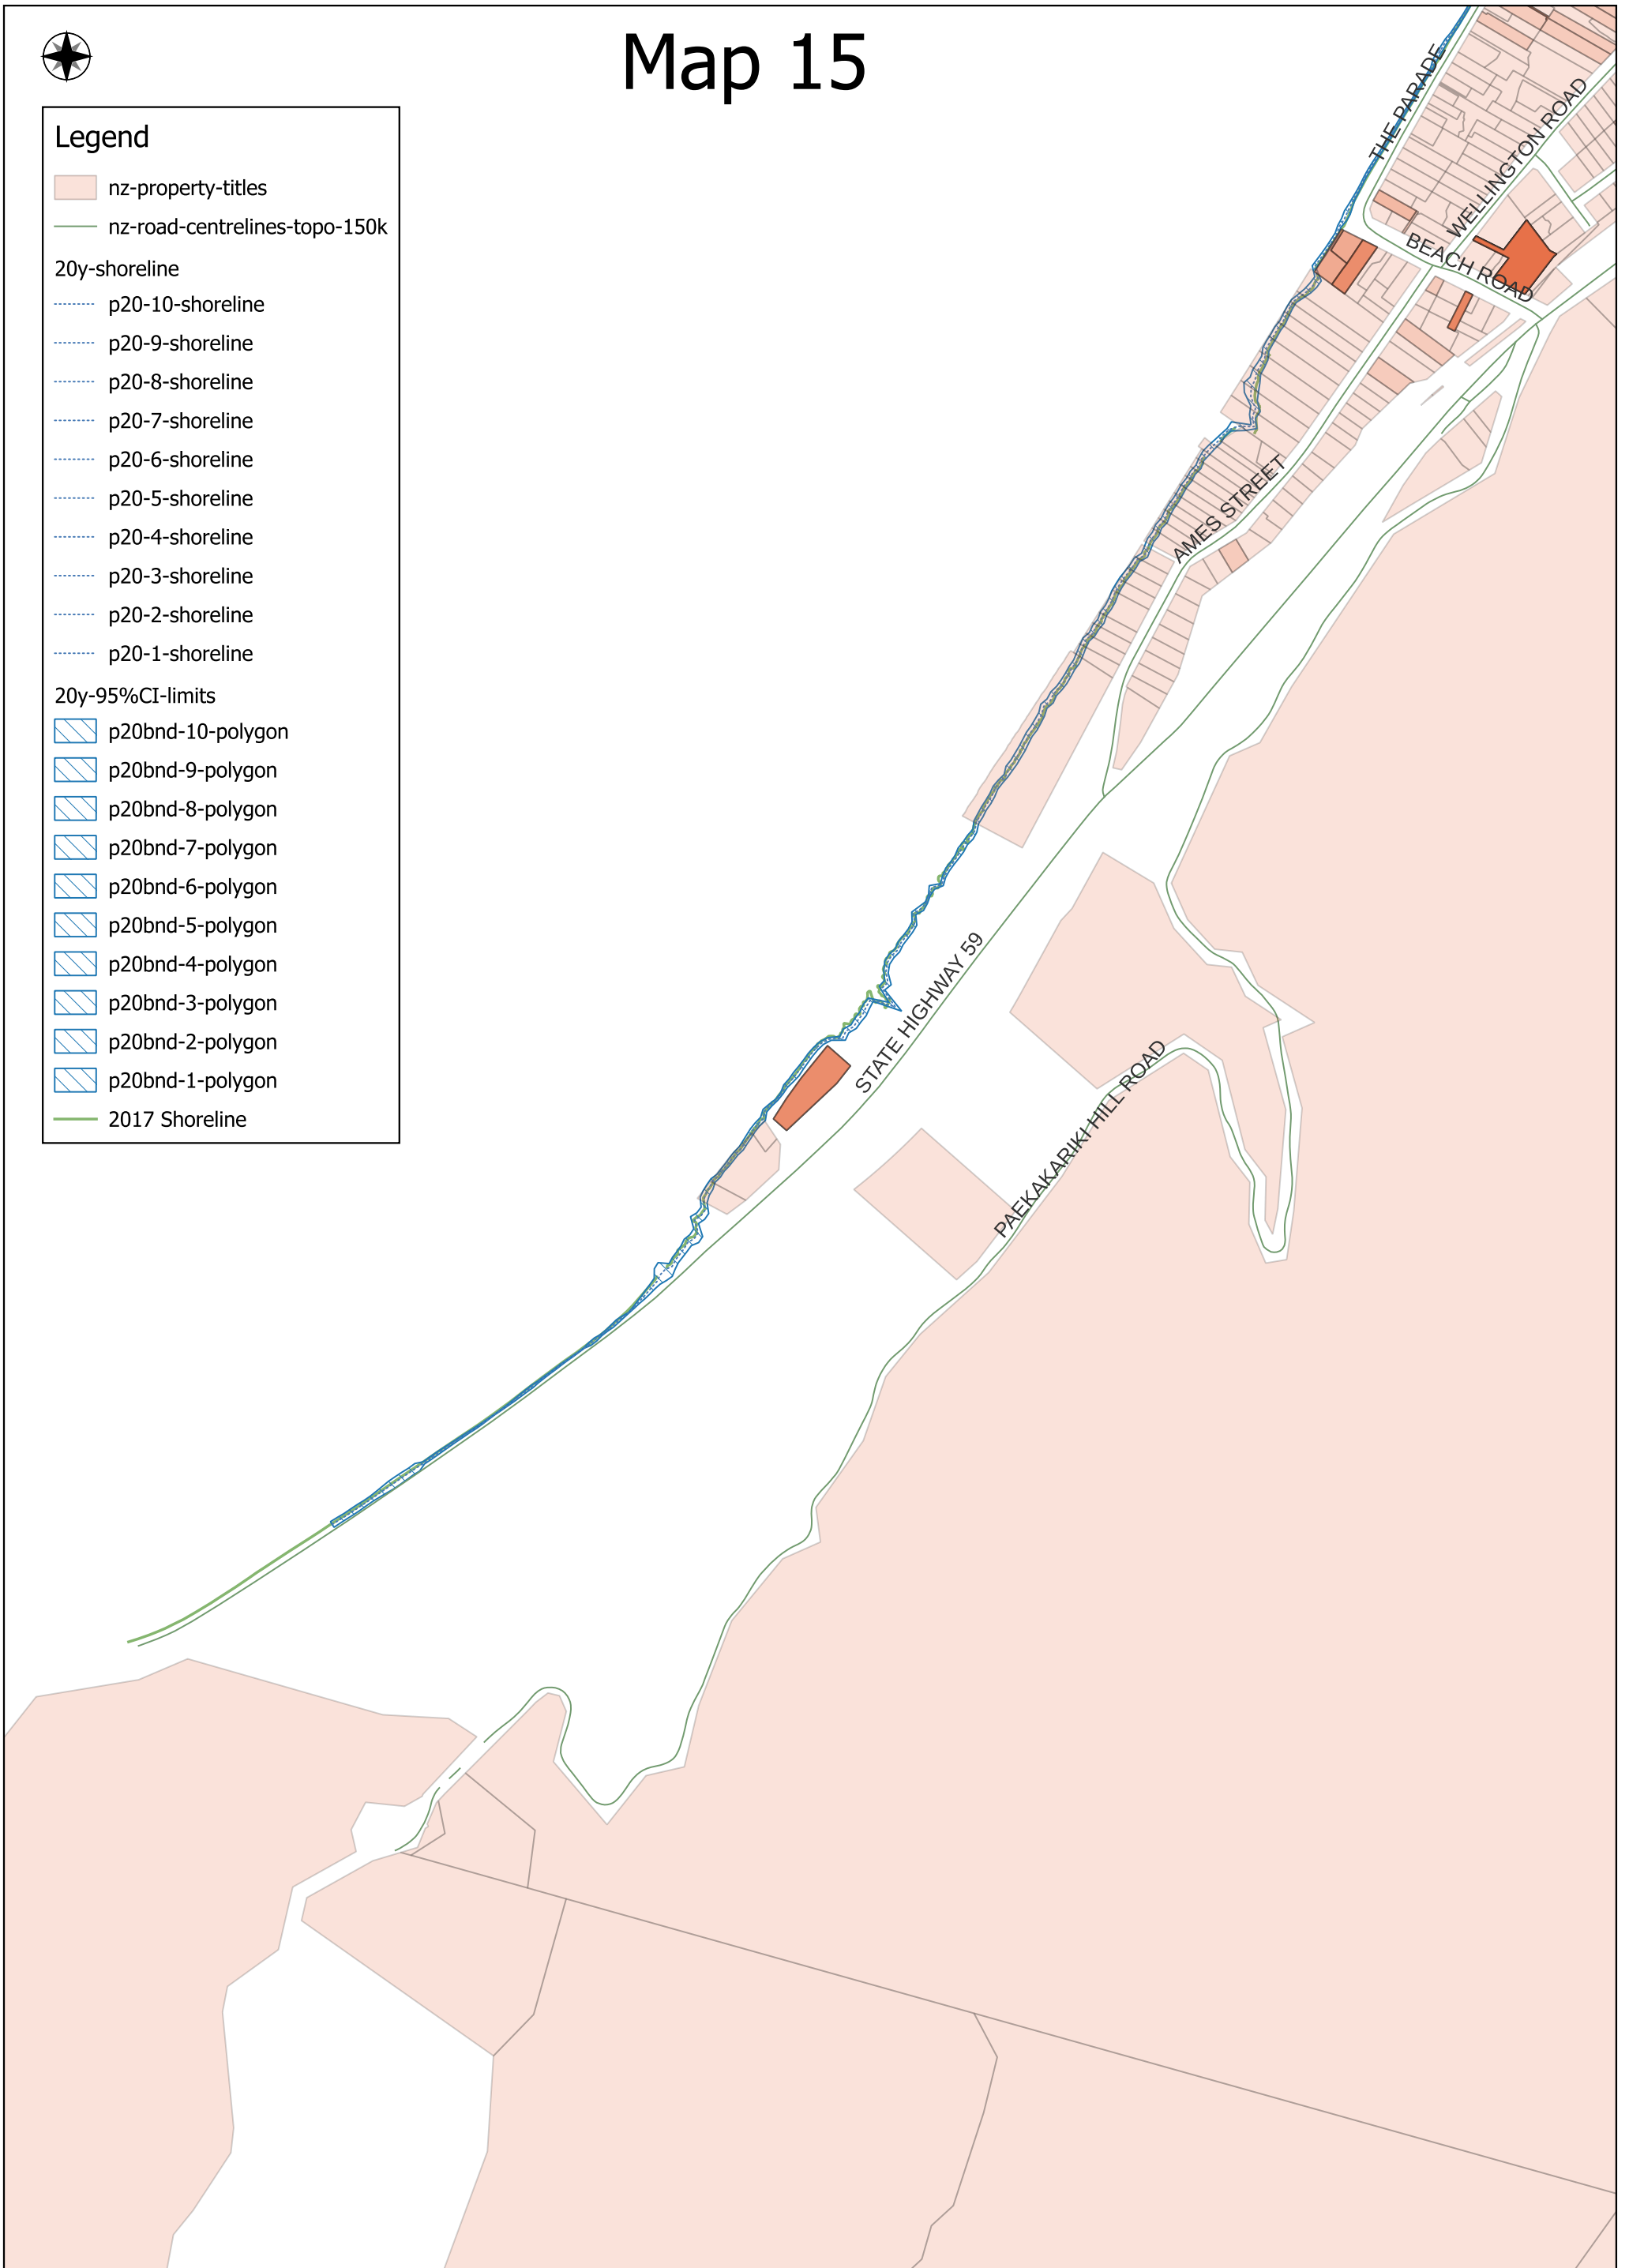 Map 15
Legend
nz-property-titles
nz-road-centrelines-topo-150k
20y-shoreline
p20-10-shoreline
p20-9-shoreline
p20-8-shoreline
p20-7-shoreline
p20-6-shoreline
p20-5-shoreline
p20-4-shoreline
p20-3-shoreline
p20-2-shoreline
p20-1-shoreline
20y-95%CI-limits
p20bnd-10-polygon
p20bnd-9-polygon
p20bnd-8-polygon
p20bnd-7-polygon
p20bnd-6-polygon
p20bnd-5-polygon
p20bnd-4-polygon
p20bnd-3-polygon
p20bnd-2-polygon
p20bnd-1-polygon
2017 Shoreline
THE PARADE
WELLINGTON ROAD
BEACH ROAD
AMES STREET
STATE HIGHWAY 59
PAEKAKARIKI HILL ROAD